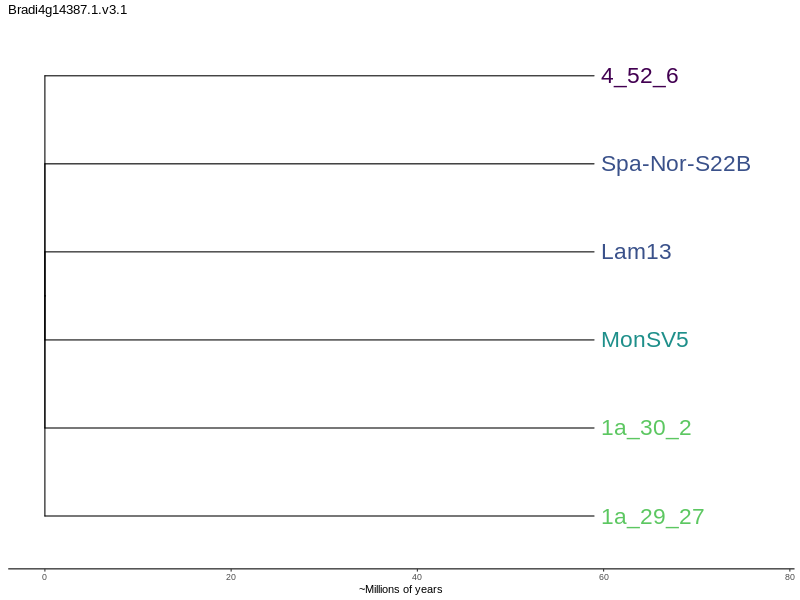 Bradi4g14387.1.v3.1
4_52_6
Spa-Nor-S22B
Lam13
MonSV5
1a_30_2
1a_29_27
0 20 40 60 80
~Millions of years